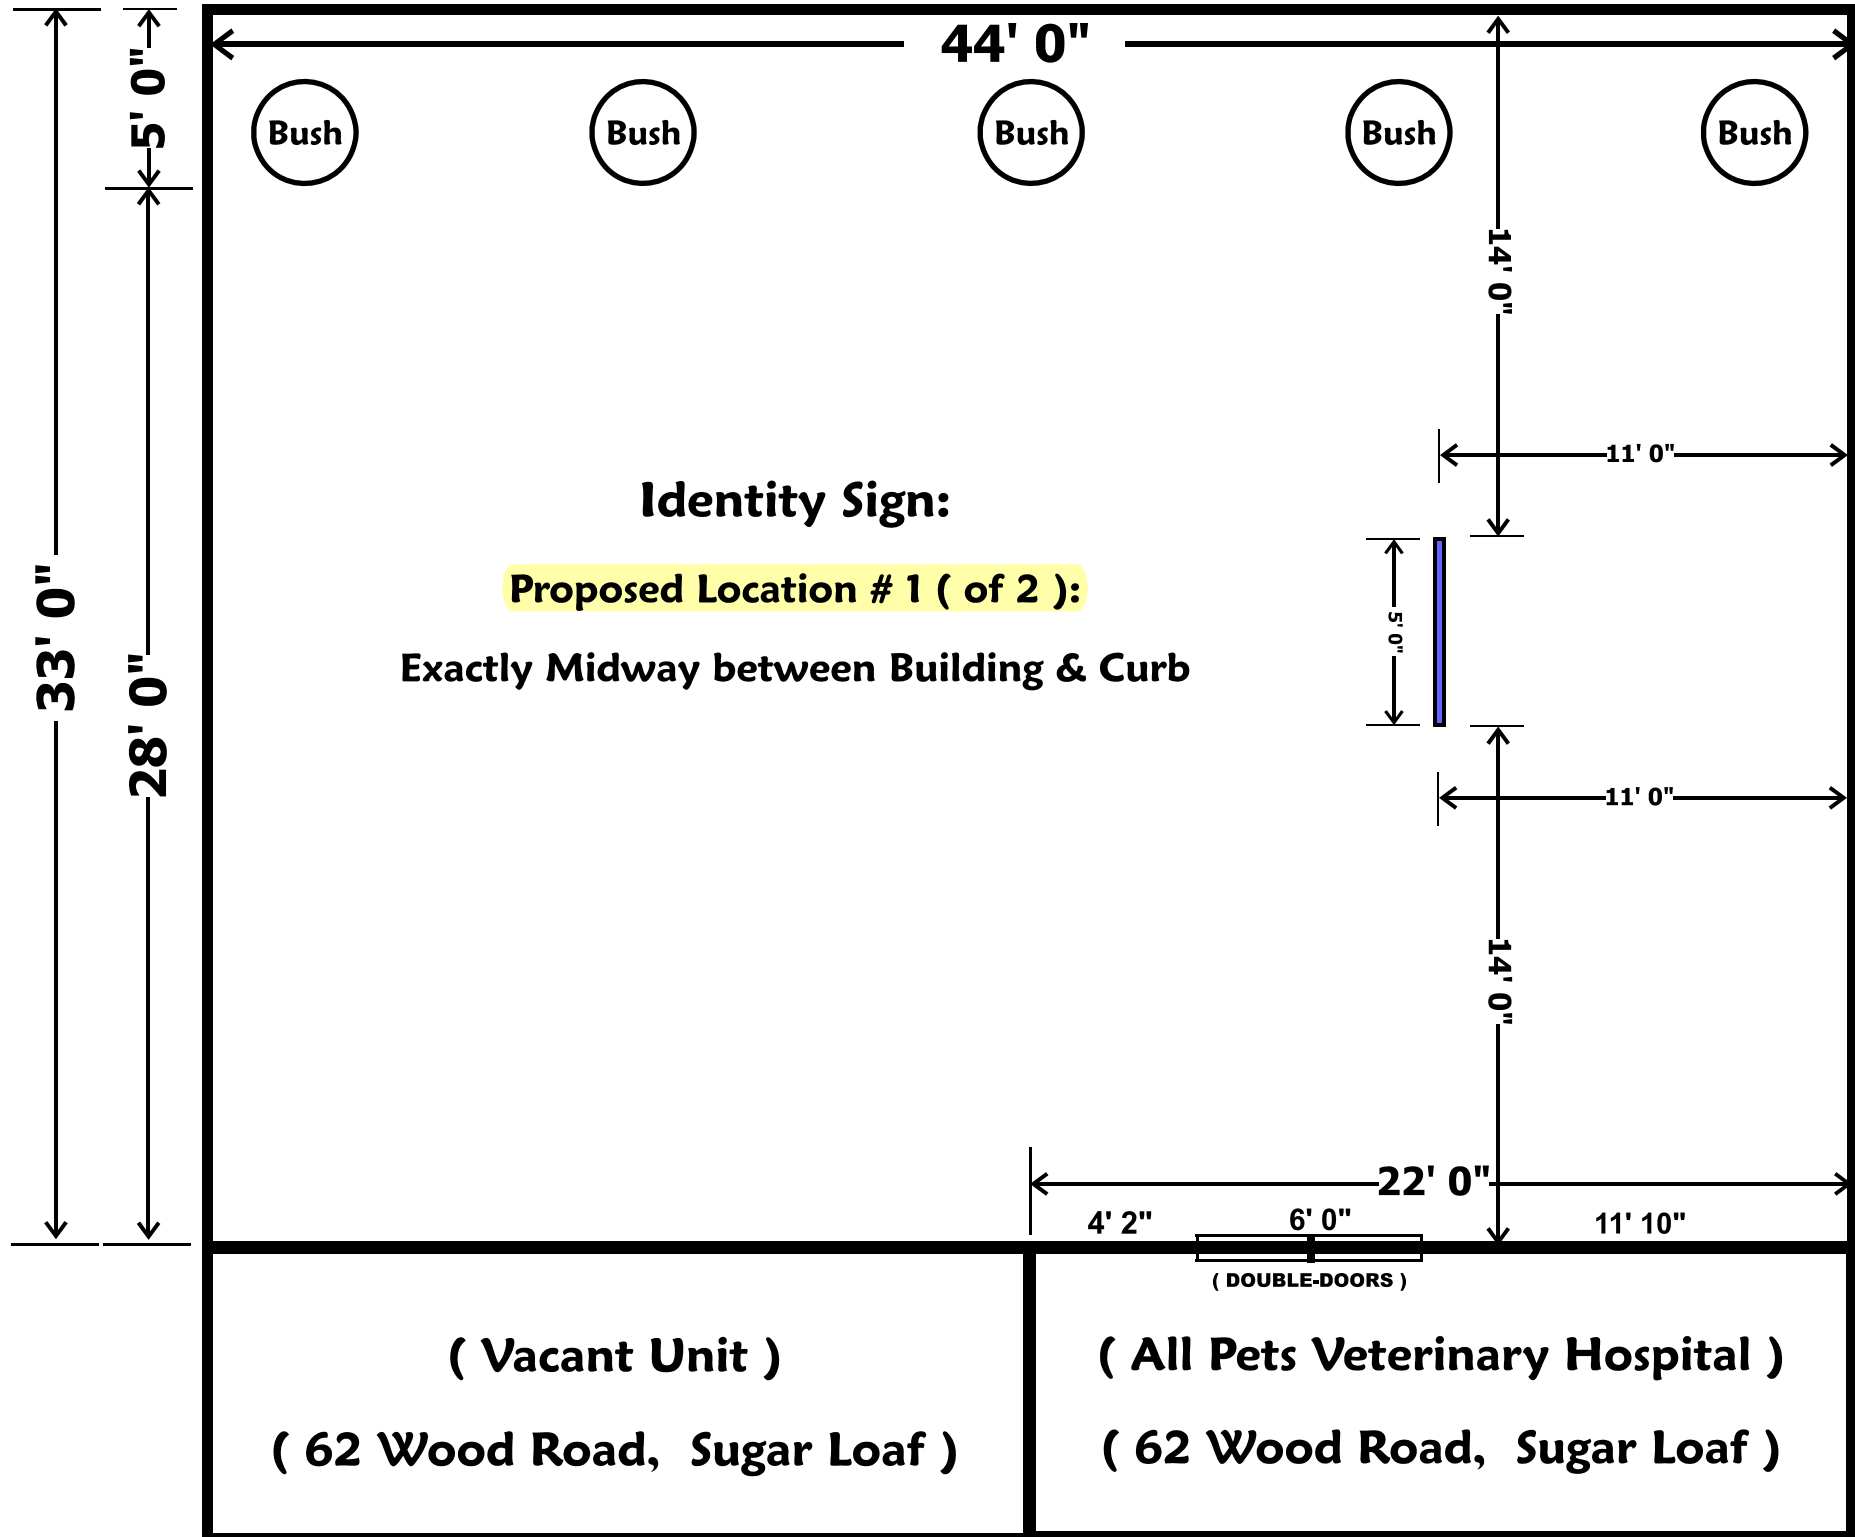 44' 0"
5' 0"
Bush Bush Bush Bush Bush
14' 0"
11' 0"
Identity Sign:
Proposed Location # 1 ( of 2 ):
Exactly Midway between Building & Curb
33' 0"
28' 0"
5' 0"
11' 0"
14' 0"
22' 0"
4' 2" 6' 0" 11' 10"
( DOUBLE-DOORS )
( Vacant Unit )
( 62 Wood Road, Sugar Loaf )
( All Pets Veterinary Hospital )
( 62 Wood Road, Sugar Loaf )